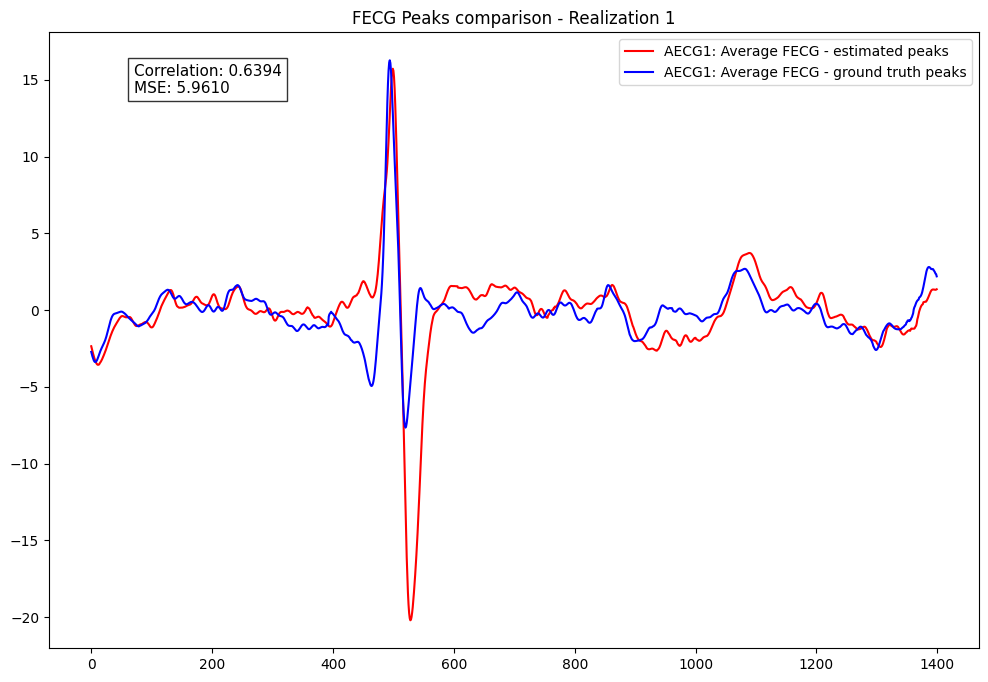 FECG Peaks comparison - Realization 1
Correlation: 0.6394
MSE: 5.9610
AECG1: Average FECG - estimated peaks
AECG1: Average FECG - ground truth peaks
15
10
5
0
−5
−10
−15
−20
0 200 400 600 800 1000 1200 1400